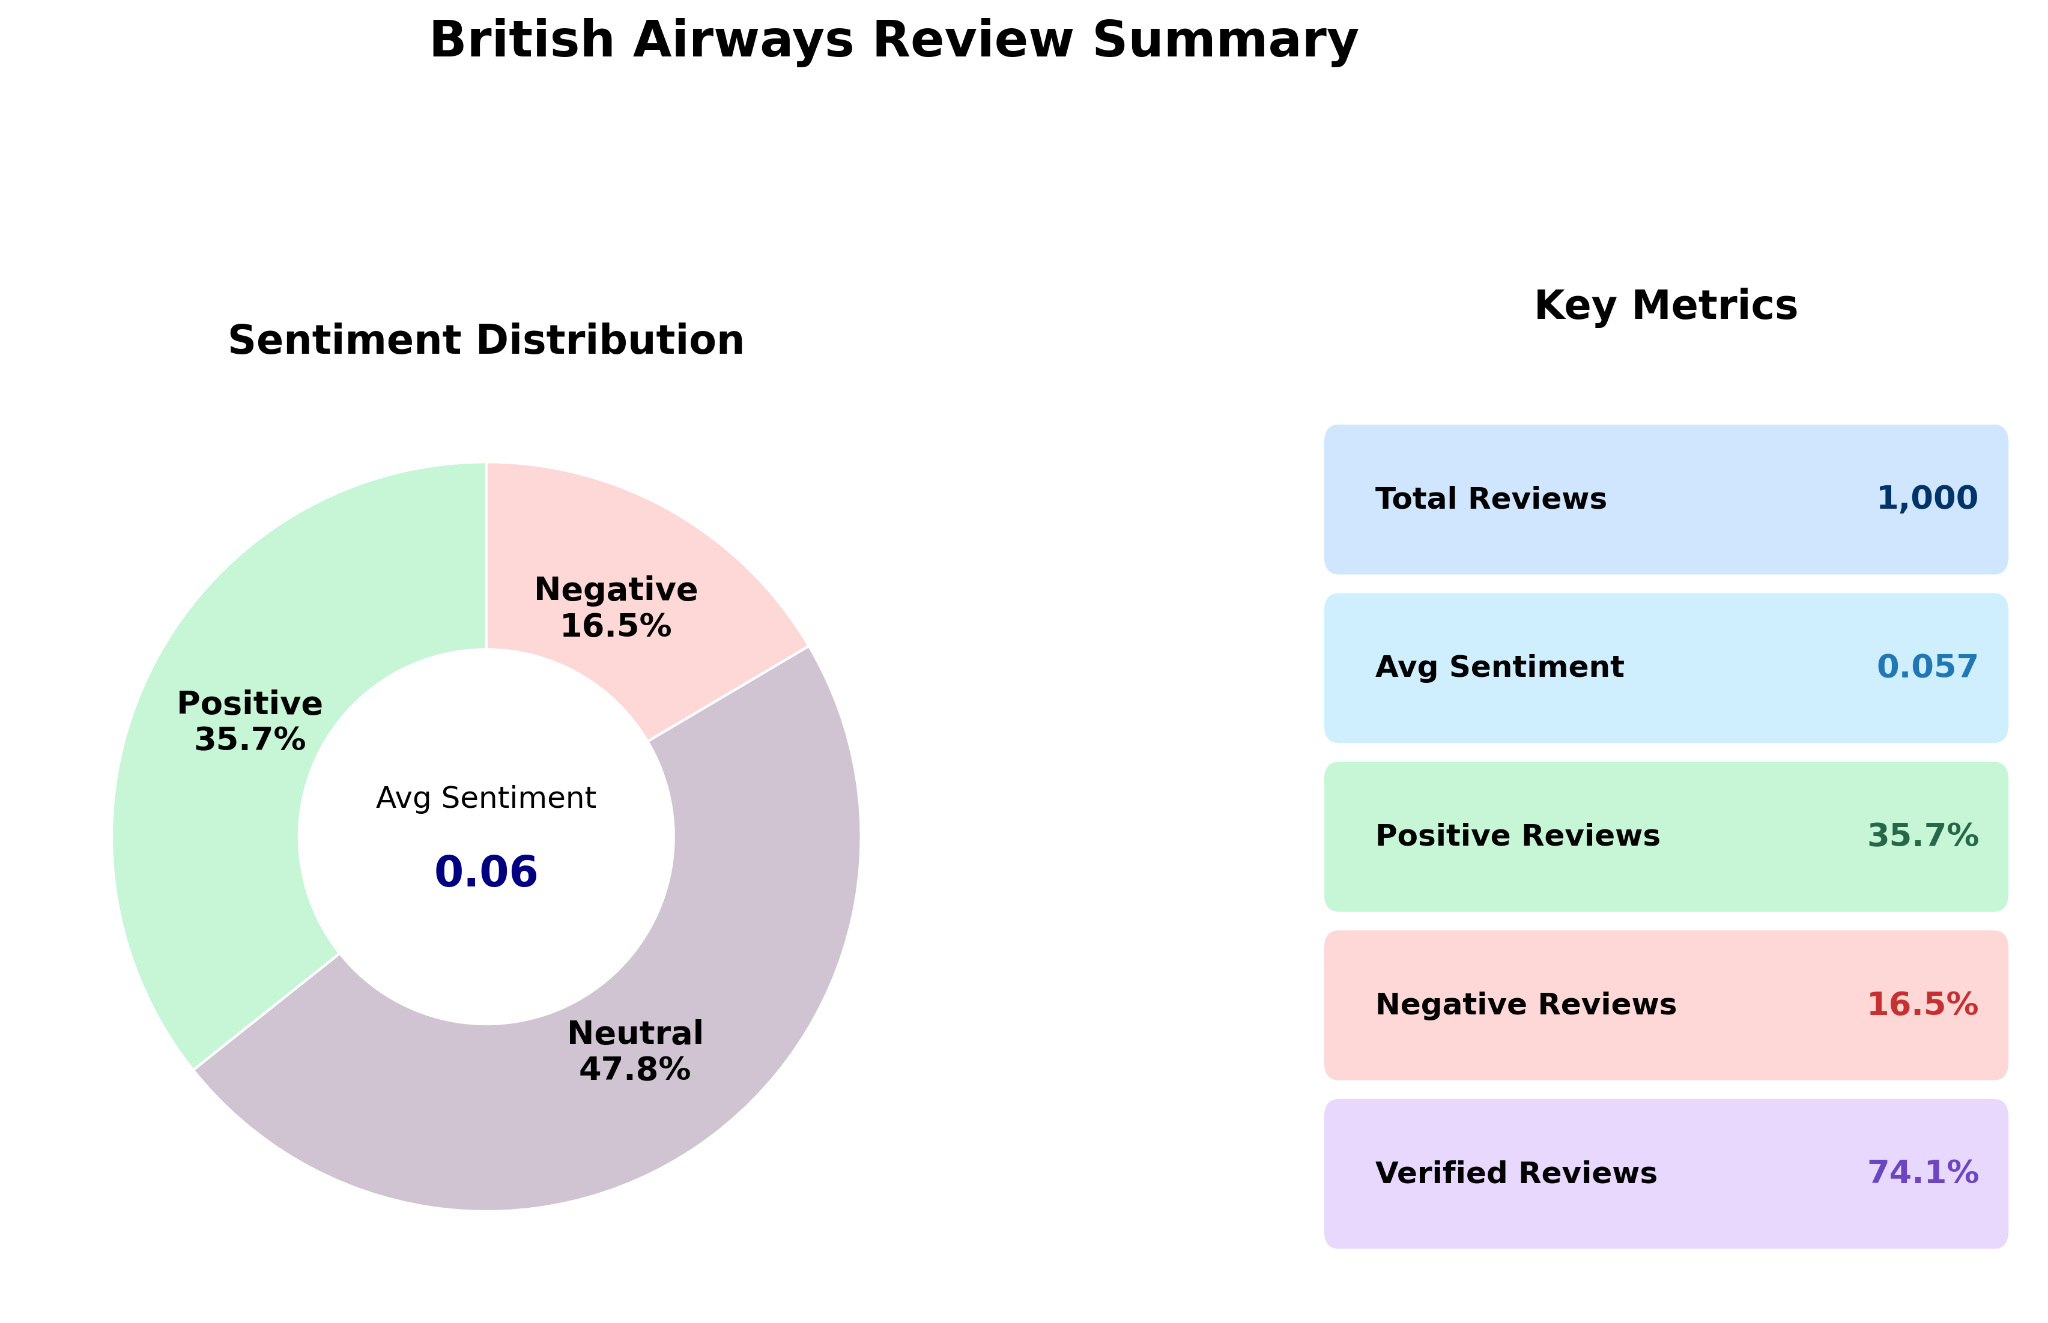 British Airways Review Summary
Sentiment Distribution
Negative
16.5%
Positive
35.7%
Avg Sentiment
0.06
Neutral
47.8%
Key Metrics
Total Reviews 1,000
Avg Sentiment 0.057
Positive Reviews 35.7%
Negative Reviews 16.5%
Verified Reviews 74.1%